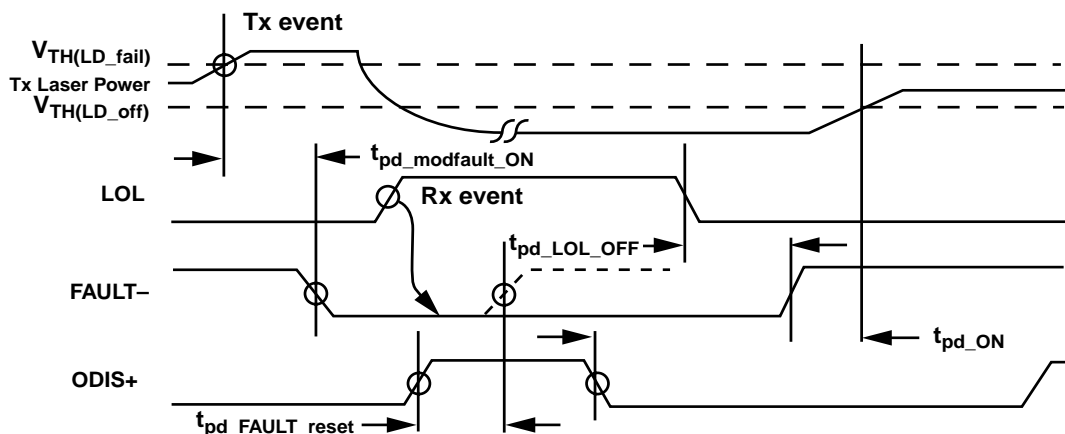 Tx event
VTH(LD_fail)
Tx Laser Power
VTH(LD_off)
tpd_modfault_ON
LOL
Rx event
tpd_LOL_OFF
FAULT–
tpd_ON
ODIS+
tpd_FAULT_reset